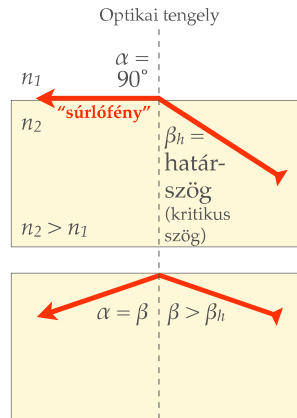 Optikai tengely
α =
90°
n1
"súrlófény"
n2
βh =
határ-
szög
(kritikus
szög)
n2 > n1
α = β
β > βh